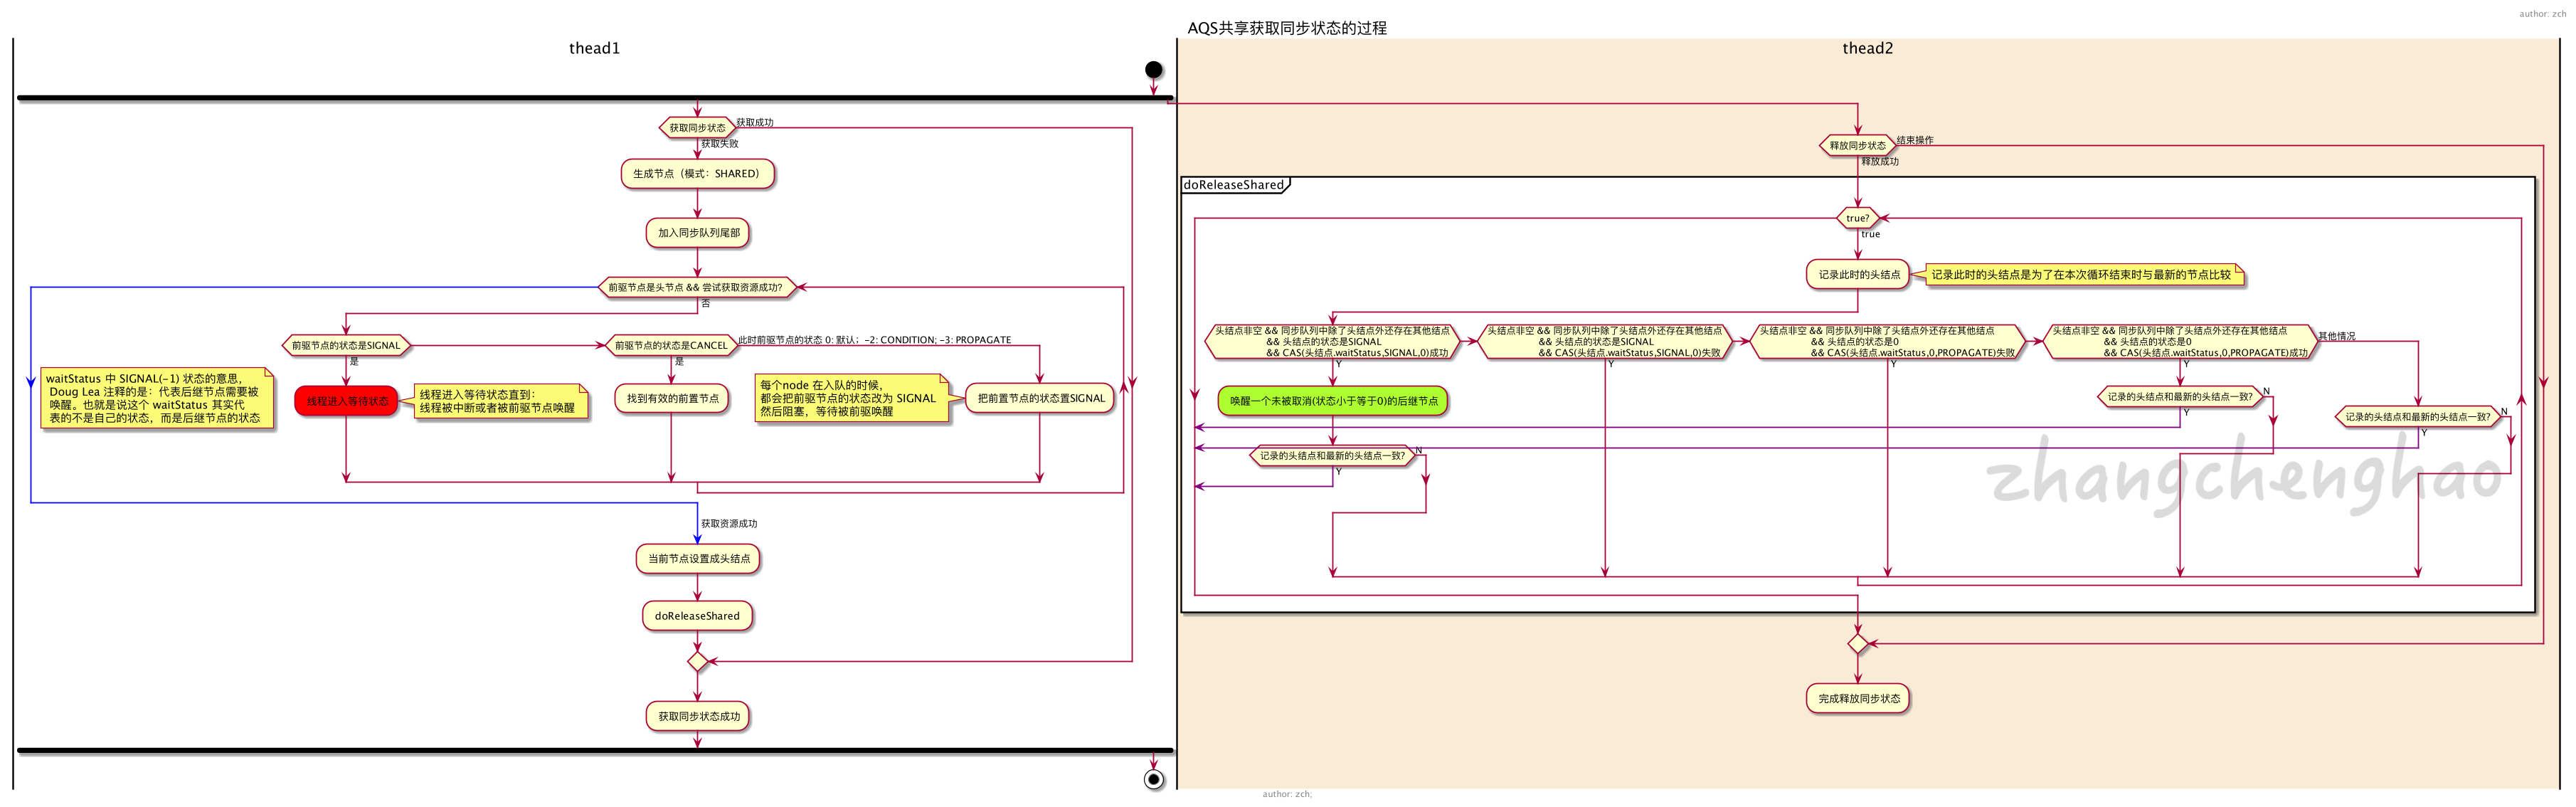 author: zch
AQS共享获取同步状态的过程
thead1
thead2
获取同步状态
获取成功
获取失败
生成节点（模式：SHARED）
加入同步队列尾部
前驱节点是头节点 && 尝试获取资源成功？
否
前驱节点的状态是SIGNAL
是
前驱节点的状态是CANCEL
是
此时前驱节点的状态 0: 默认；-2: CONDITION; -3: PROPAGATE
waitStatus 中 SIGNAL(-1) 状态的意思，
Doug Lea 注释的是：代表后继节点需要被
唤醒。也就是说这个 waitStatus 其实代
表的不是自己的状态，而是后继节点的状态
线程进入等待状态
线程进入等待状态直到：
线程被中断或者被前驱节点唤醒
找到有效的前置节点
每个node 在入队的时候，
都会把前驱节点的状态改为 SIGNAL
然后阻塞，等待被前驱唤醒
把前置节点的状态置SIGNAL
获取资源成功
当前节点设置成头结点
doReleaseShared
获取同步状态成功
释放同步状态
结束操作
释放成功
doReleaseShared
true?
true
记录此时的头结点
记录此时的头结点是为了在本次循环结束时与最新的节点比较
头结点非空 && 同步队列中除了头结点外还存在其他结点
&& 头结点的状态是SIGNAL
&& CAS(头结点.waitStatus,SIGNAL,0)成功
Y
头结点非空 && 同步队列中除了头结点外还存在其他结点
&& 头结点的状态是SIGNAL
&& CAS(头结点.waitStatus,SIGNAL,0)失败
Y
头结点非空 && 同步队列中除了头结点外还存在其他结点
&& 头结点的状态是0
&& CAS(头结点.waitStatus,0,PROPAGATE)失败
Y
头结点非空 && 同步队列中除了头结点外还存在其他结点
&& 头结点的状态是0
&& CAS(头结点.waitStatus,0,PROPAGATE)成功
Y
其他情况
唤醒一个未被取消(状态小于等于0)的后继节点
记录的头结点和最新的头结点一致?
N
Y
记录的头结点和最新的头结点一致?
N
Y
记录的头结点和最新的头结点一致?
N
Y
zhangchenghao
完成释放同步状态
author: zch;